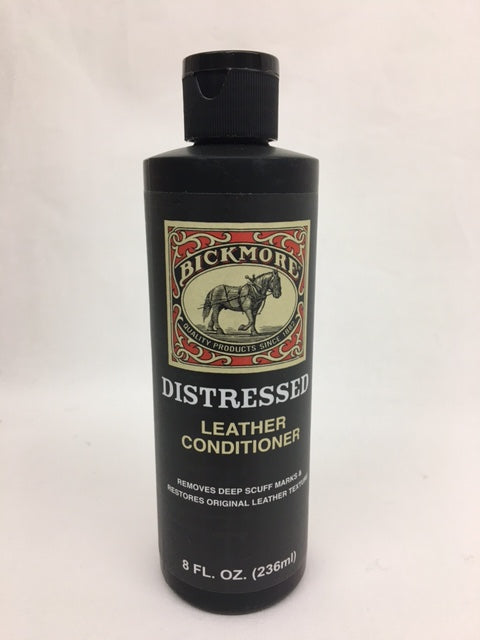 BICKMORE
QUALITY PRODUCTS SINCE 1882
DISTRESSED
LEATHER
CONDITIONER
REMOVES DEEP SCUFF MARKS &
RESTORES ORIGINAL LEATHER TEXTURE
8 FL. OZ. (236ml)